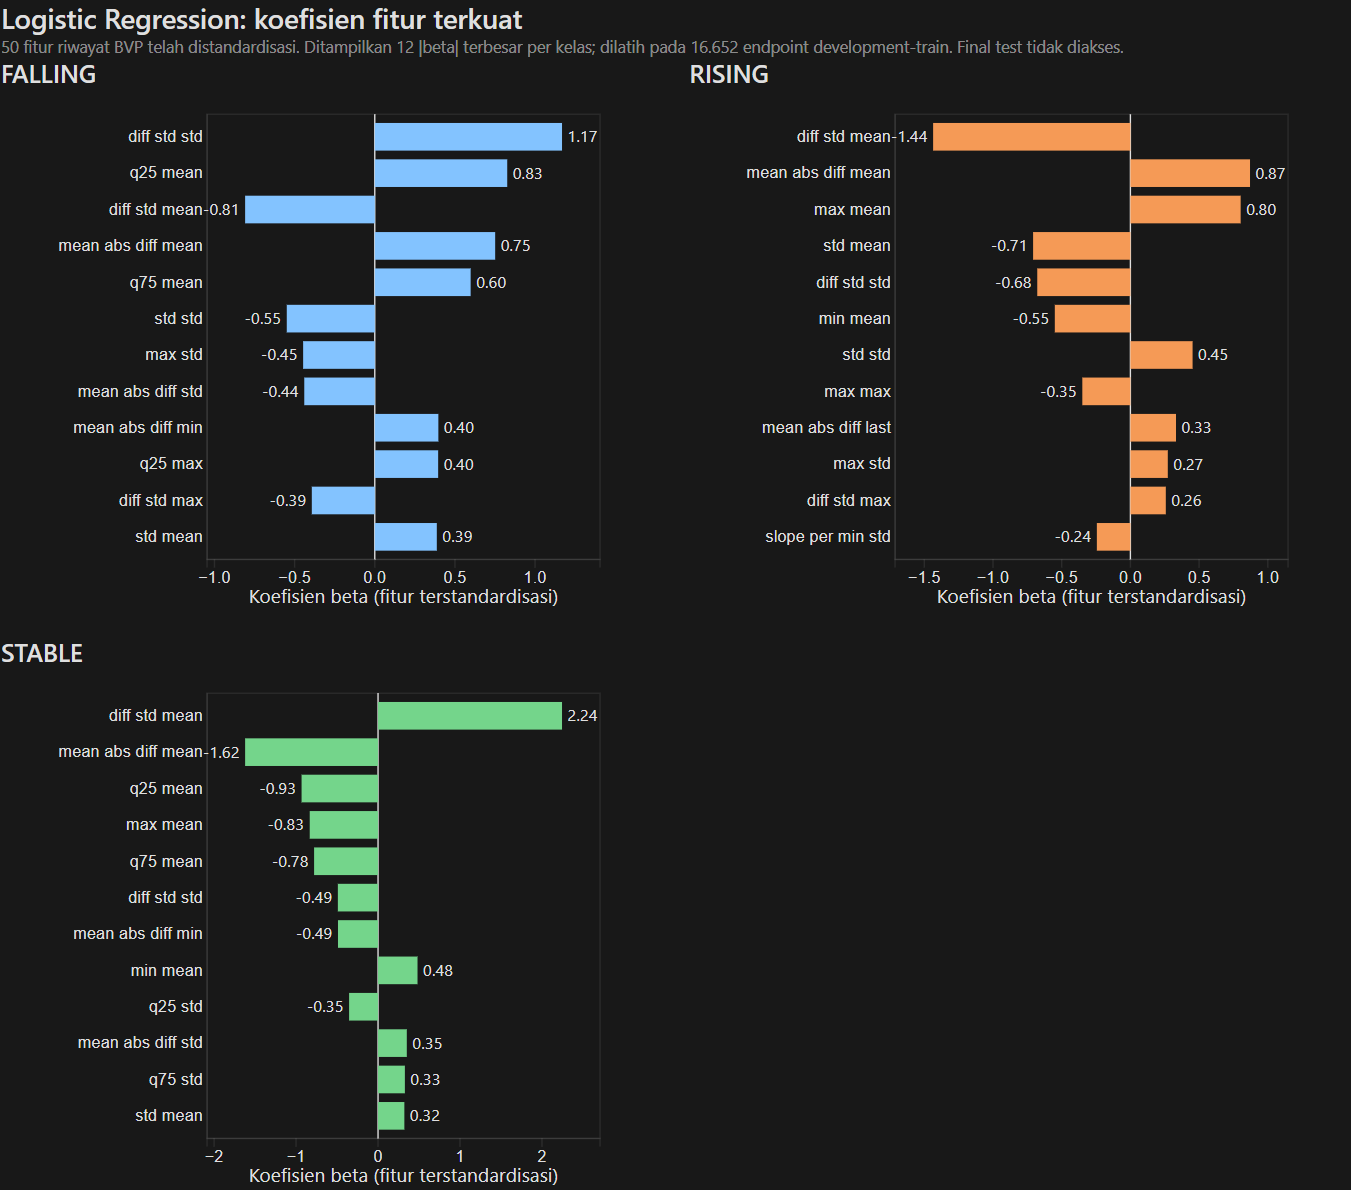 Logistic Regression: koefisien fitur terkuat
50 fitur riwayat BVP telah distandardisasi. Ditampilkan 12 |beta| terbesar per kelas; dilatih pada 16.652 endpoint development-train. Final test tidak diakses.
FALLING
diff std std 1.17
q25 mean 0.83
diff std mean -0.81
mean abs diff mean 0.75
q75 mean 0.60
std std -0.55
max std -0.45
mean abs diff std -0.44
mean abs diff min 0.40
q25 max 0.40
diff std max -0.39
std mean 0.39
−1.0 −0.5 0.0 0.5 1.0
Koefisien beta (fitur terstandardisasi)
RISING
diff std mean -1.44
mean abs diff mean 0.87
max mean 0.80
std mean -0.71
diff std std -0.68
min mean -0.55
std std 0.45
max max -0.35
mean abs diff last 0.33
max std 0.27
diff std max 0.26
slope per min std -0.24
−1.5 −1.0 −0.5 0.0 0.5 1.0
Koefisien beta (fitur terstandardisasi)
STABLE
diff std mean 2.24
mean abs diff mean -1.62
q25 mean -0.93
max mean -0.83
q75 mean -0.78
diff std std -0.49
mean abs diff min -0.49
min mean 0.48
q25 std -0.35
mean abs diff std 0.35
q75 std 0.33
std mean 0.32
−2 −1 0 1 2
Koefisien beta (fitur terstandardisasi)